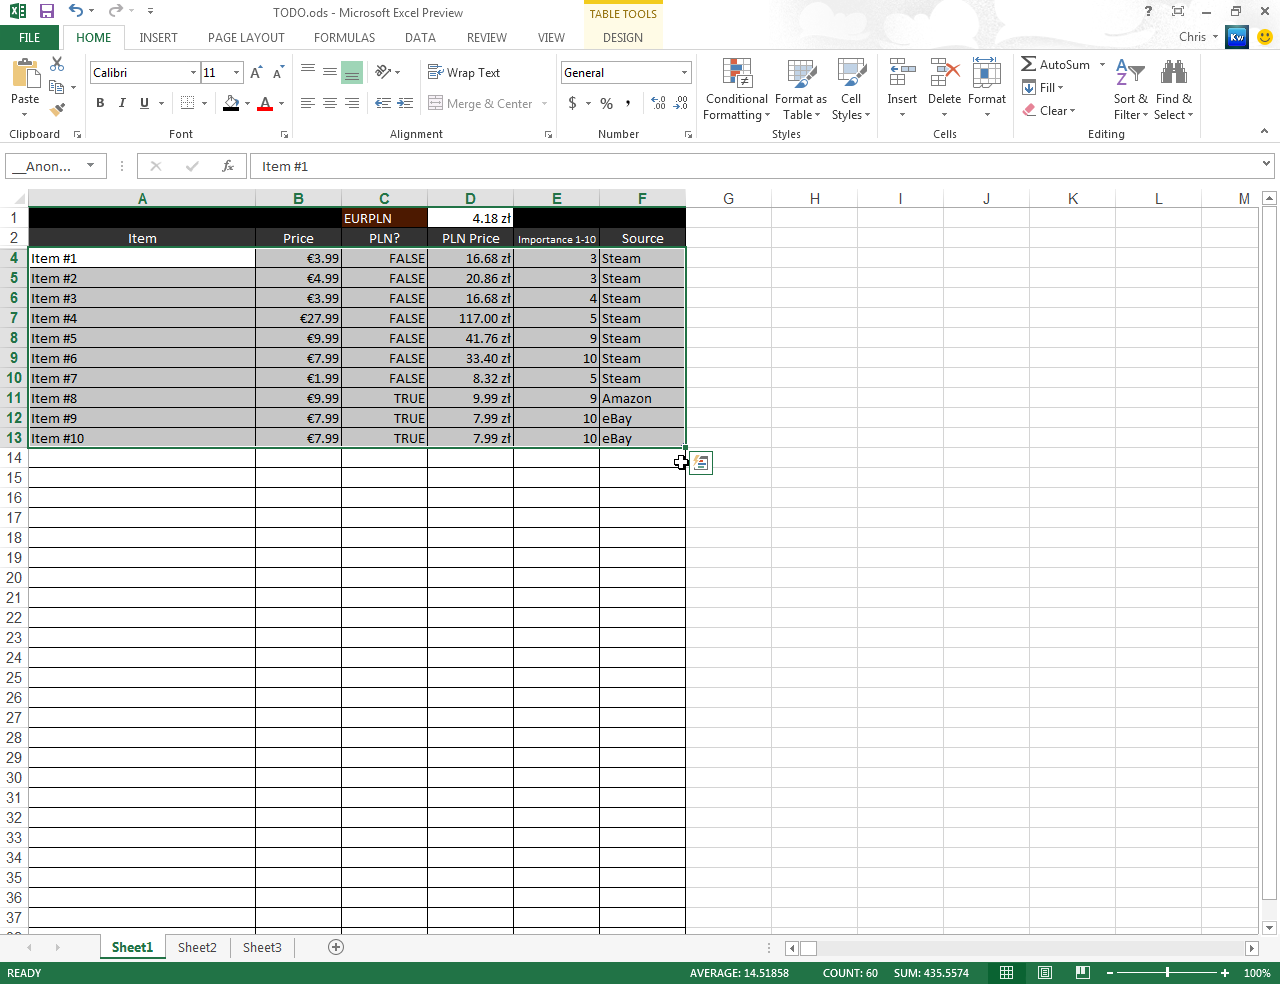 TODO.ods - Microsoft Excel Preview
TABLE TOOLS
?
FILE HOME INSERT PAGE LAYOUT FORMULAS DATA REVIEW VIEW DESIGN
Chris Kw
Paste
Calibri 11 A A
B I U A
Wrap Text
Merge & Center
General
$ % , .0 .00 .00 .0
Conditional Formatting
Format as Table
Cell Styles
Insert
Delete
Format
AutoSum
Fill
Clear
Sort & Filter
Find & Select
Clipboard Font Alignment Number Styles Cells Editing
__Anon... fx Item #1
A B C D E F G H I J K L M
1 EURPLN 4.18 zł
2 Item Price PLN? PLN Price Importance 1-10 Source
4 Item #1 €3.99 FALSE 16.68 zł 3 Steam
5 Item #2 €4.99 FALSE 20.86 zł 3 Steam
6 Item #3 €3.99 FALSE 16.68 zł 4 Steam
7 Item #4 €27.99 FALSE 117.00 zł 5 Steam
8 Item #5 €9.99 FALSE 41.76 zł 9 Steam
9 Item #6 €7.99 FALSE 33.40 zł 10 Steam
10 Item #7 €1.99 FALSE 8.32 zł 5 Steam
11 Item #8 €9.99 TRUE 9.99 zł 9 Amazon
12 Item #9 €7.99 TRUE 7.99 zł 10 eBay
13 Item #10 €7.99 TRUE 7.99 zł 10 eBay
14
15
16
17
18
19
20
21
22
23
24
25
26
27
28
29
30
31
32
33
34
35
36
37
Sheet1 Sheet2 Sheet3
READY AVERAGE: 14.51858 COUNT: 60 SUM: 435.5574 100%